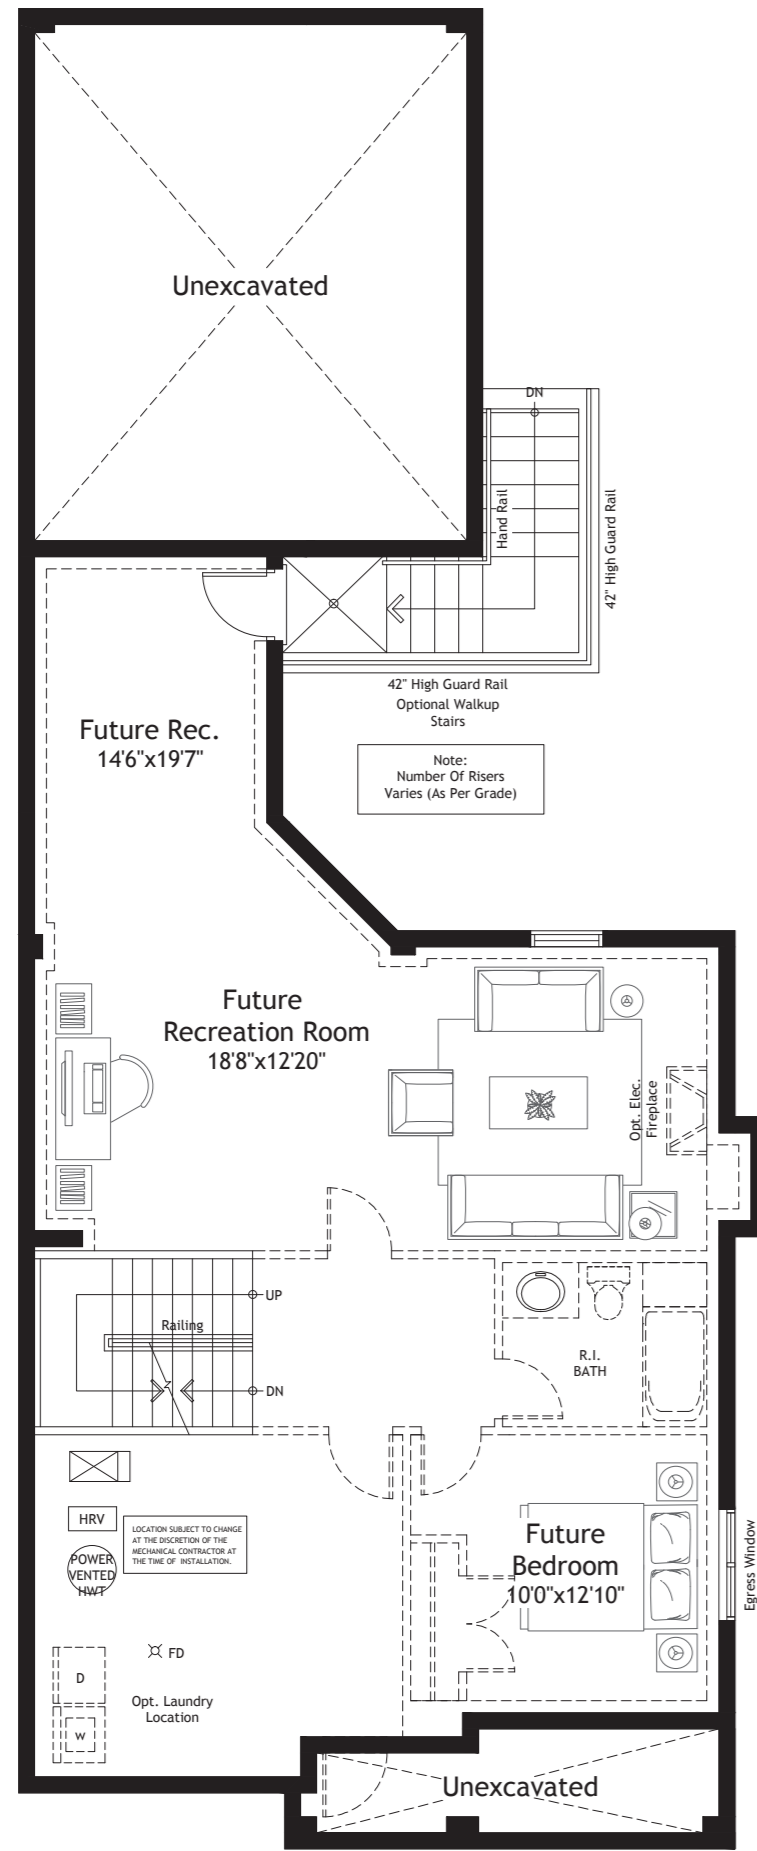 Unexcavated
DN
Hand Rail
42" High Guard Rail
42" High Guard Rail
Optional Walkup
Stairs
Note:
Number Of Risers
Varies (As Per Grade)
Future Rec.
14'6"x19'7"
Future
Recreation Room
18'8"x12'20"
Opt. Elec.
Fireplace
UP
Railing
DN
R.I.
BATH
HRV
LOCATION SUBJECT TO CHANGE
AT THE DISCRETION OF THE
MECHANICAL CONTRACTOR AT
THE TIME OF INSTALLATION.
POWER
VENTED
HWT
Future
Bedroom
10'0"x12'10"
Egress Window
FD
D
Opt. Laundry
Location
W
Unexcavated